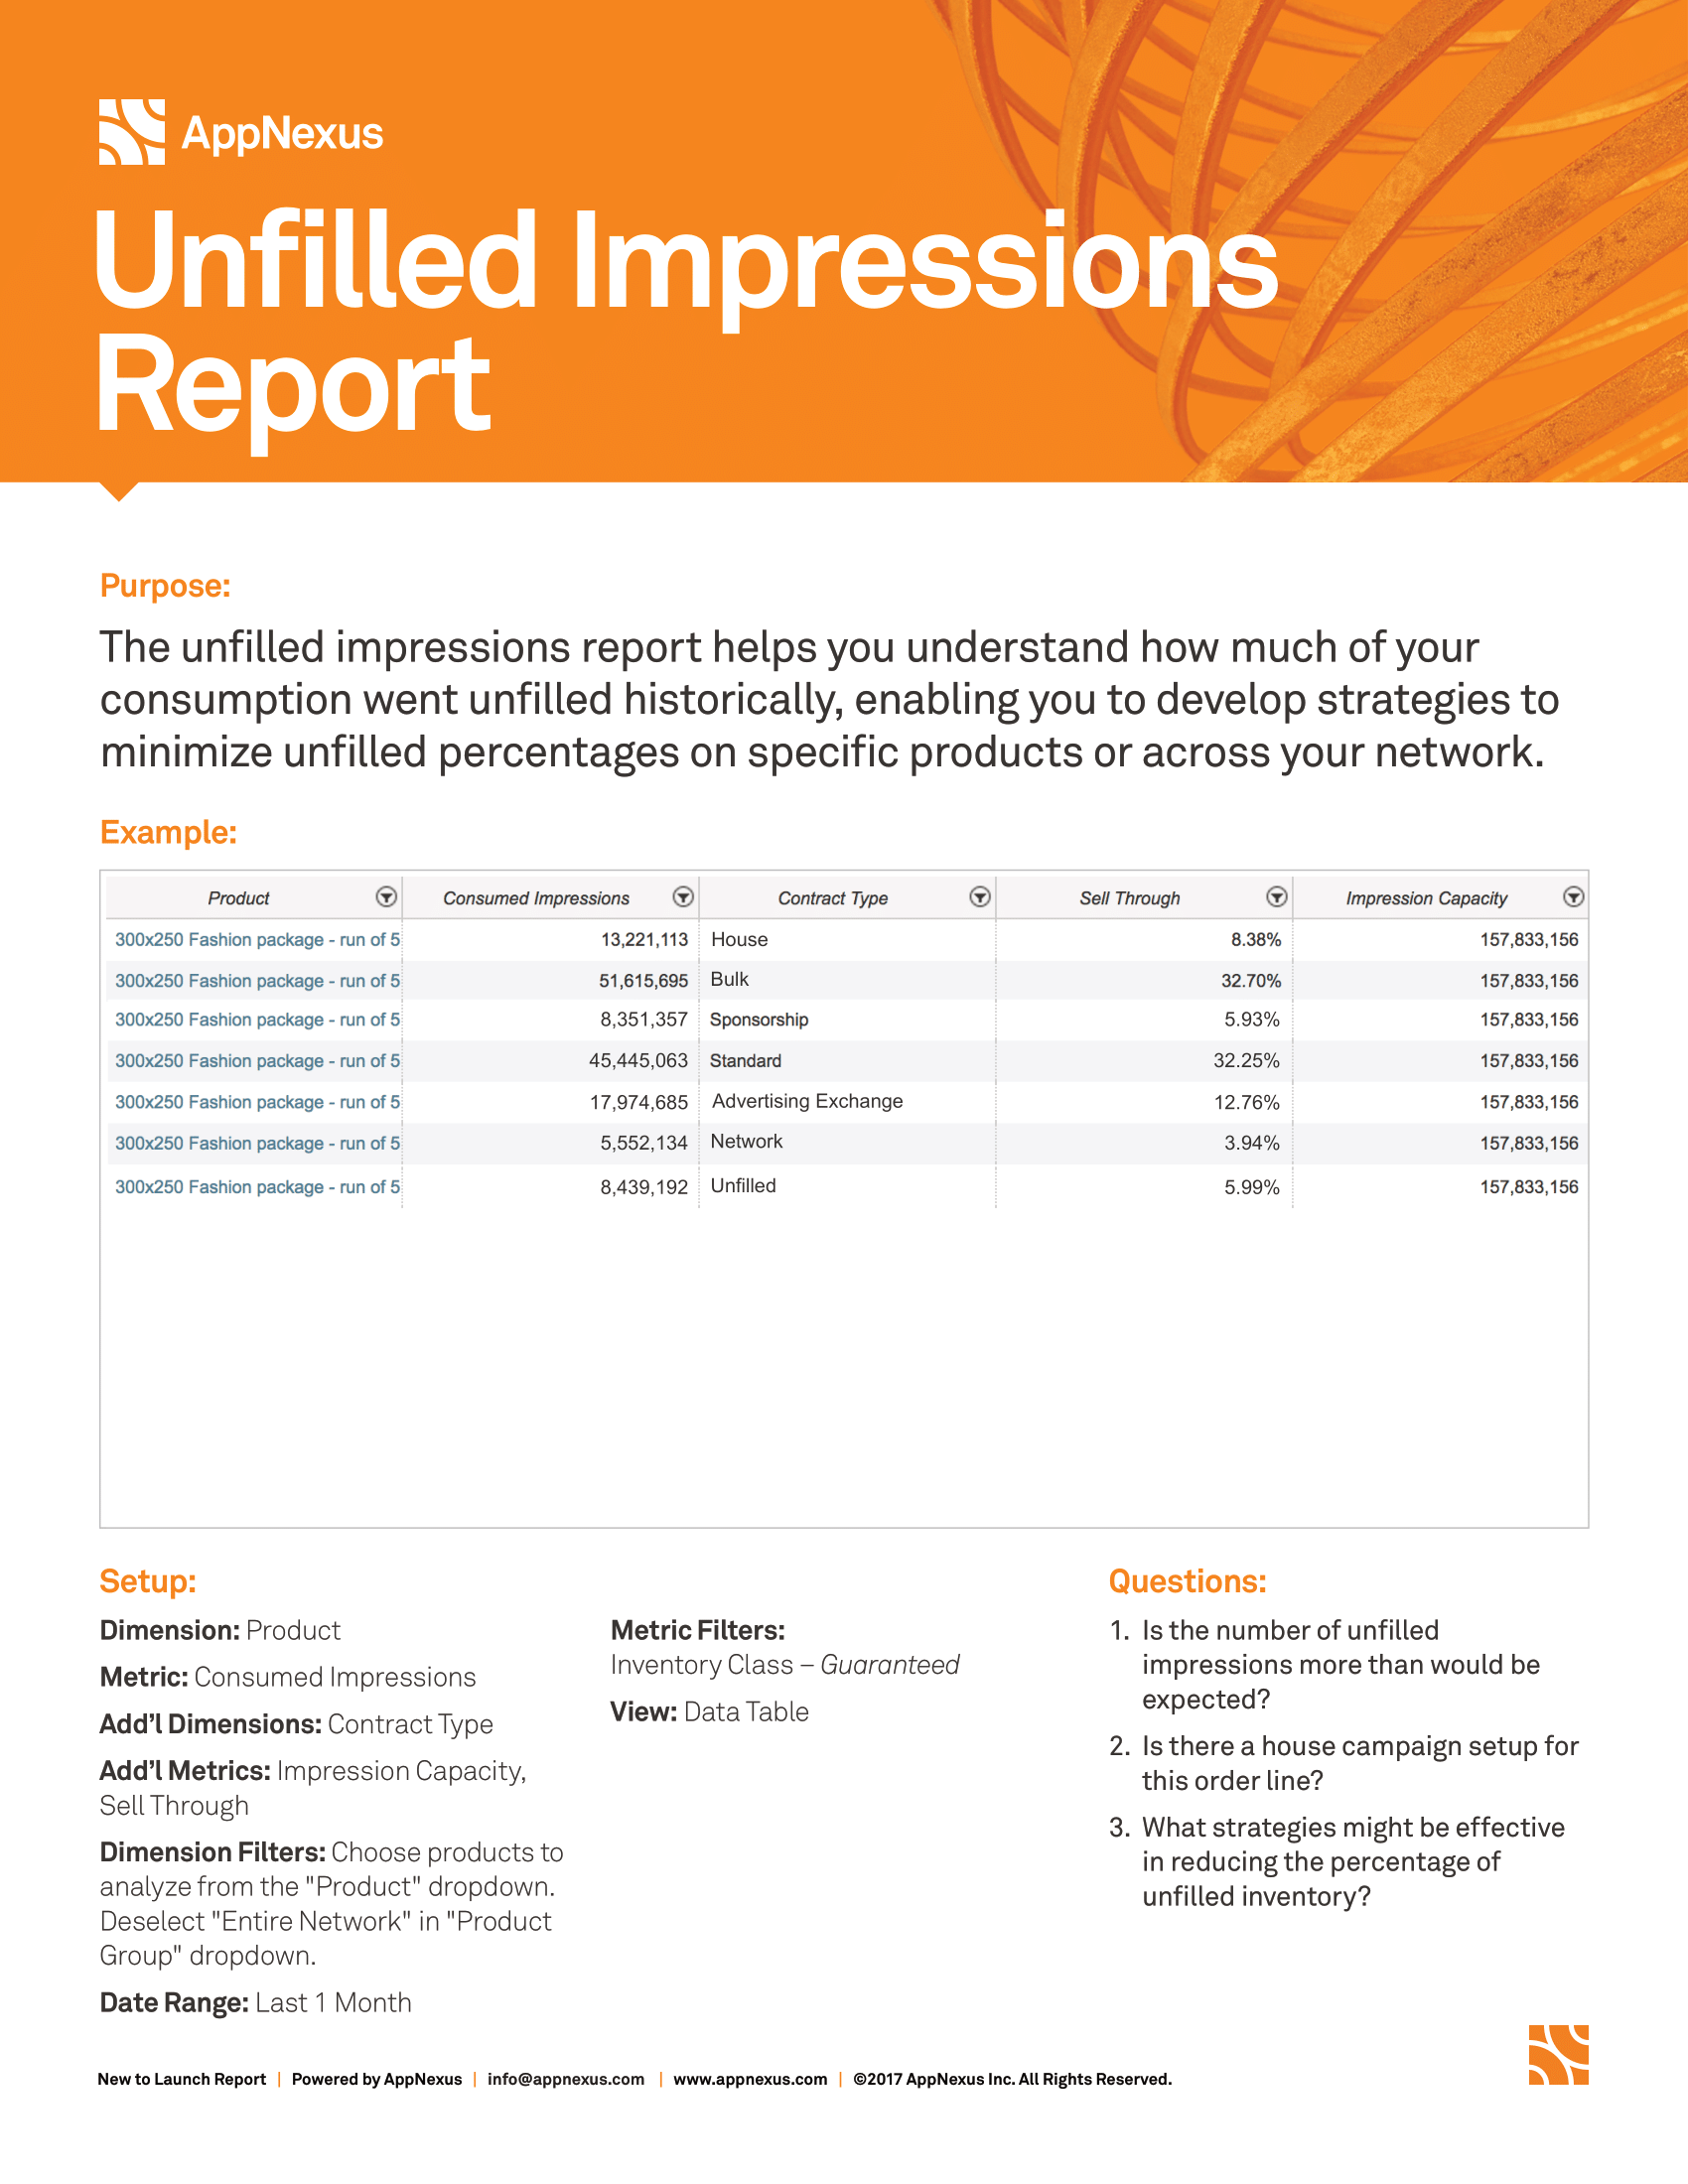 AppNexus
Unfilled Impressions
Report
Purpose:
The unfilled impressions report helps you understand how much of your
consumption went unfilled historically, enabling you to develop strategies to
minimize unfilled percentages on specific products or across your network.
Example:
Product Consumed Impressions Contract Type Sell Through Impression Capacity
300x250 Fashion package - run of 5 13,221,113 House 8.38% 157,833,156
300x250 Fashion package - run of 5 51,615,695 Bulk 32.70% 157,833,156
300x250 Fashion package - run of 5 8,351,357 Sponsorship 5.93% 157,833,156
300x250 Fashion package - run of 5 45,445,063 Standard 32.25% 157,833,156
300x250 Fashion package - run of 5 17,974,685 Advertising Exchange 12.76% 157,833,156
300x250 Fashion package - run of 5 5,552,134 Network 3.94% 157,833,156
300x250 Fashion package - run of 5 8,439,192 Unfilled 5.99% 157,833,156
Setup:
Dimension: Product
Metric: Consumed Impressions
Add'l Dimensions: Contract Type
Add'l Metrics: Impression Capacity,
Sell Through
Dimension Filters: Choose products to
analyze from the "Product" dropdown.
Deselect "Entire Network" in "Product
Group" dropdown.
Date Range: Last 1 Month
Metric Filters:
Inventory Class – Guaranteed
View: Data Table
Questions:
1. Is the number of unfilled
impressions more than would be
expected?
2. Is there a house campaign setup for
this order line?
3. What strategies might be effective
in reducing the percentage of
unfilled inventory?
New to Launch Report | Powered by AppNexus | info@appnexus.com | www.appnexus.com | ©2017 AppNexus Inc. All Rights Reserved.